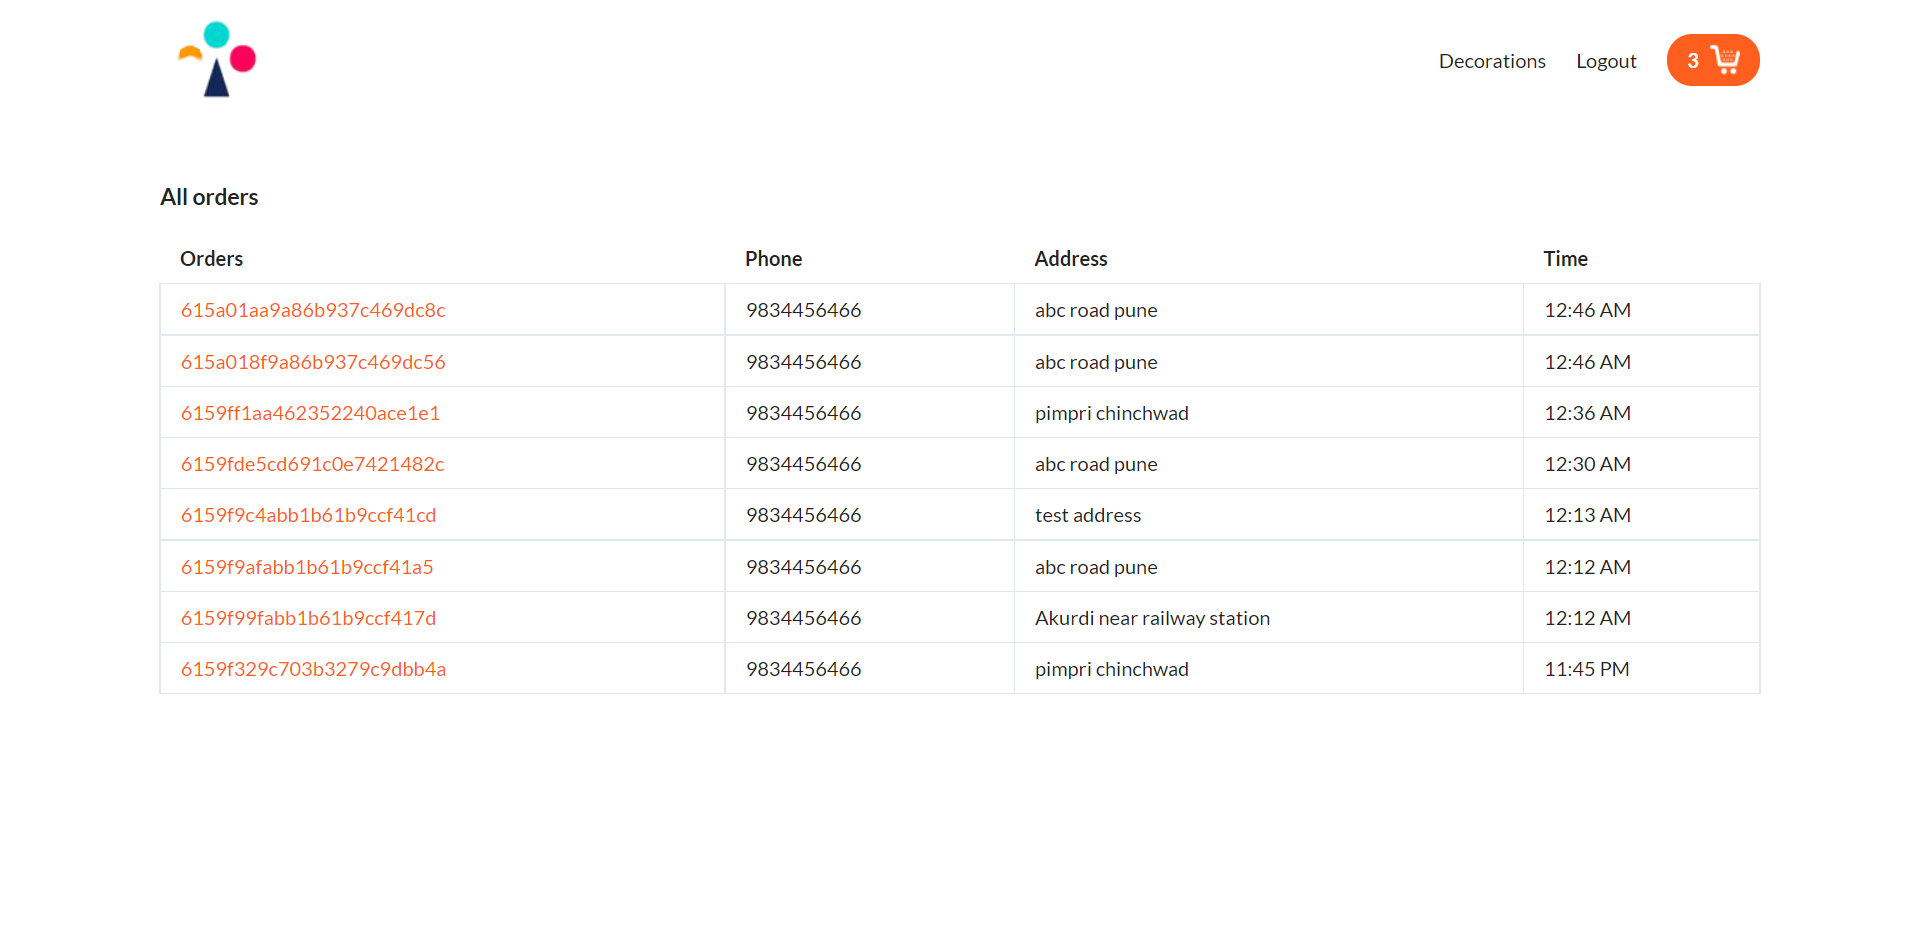 Decorations Logout 3
All orders
Orders Phone Address Time
615a01aa9a86b937c469dc8c 9834456466 abc road pune 12:46 AM
615a018f9a86b937c469dc56 9834456466 abc road pune 12:46 AM
6159ff1aa462352240ace1e1 9834456466 pimpri chinchwad 12:36 AM
6159fde5cd691c0e7421482c 9834456466 abc road pune 12:30 AM
6159f9c4abb1b61b9ccf41cd 9834456466 test address 12:13 AM
6159f9afabb1b61b9ccf41a5 9834456466 abc road pune 12:12 AM
6159f99fabb1b61b9ccf417d 9834456466 Akurdi near railway station 12:12 AM
6159f329c703b3279c9dbb4a 9834456466 pimpri chinchwad 11:45 PM